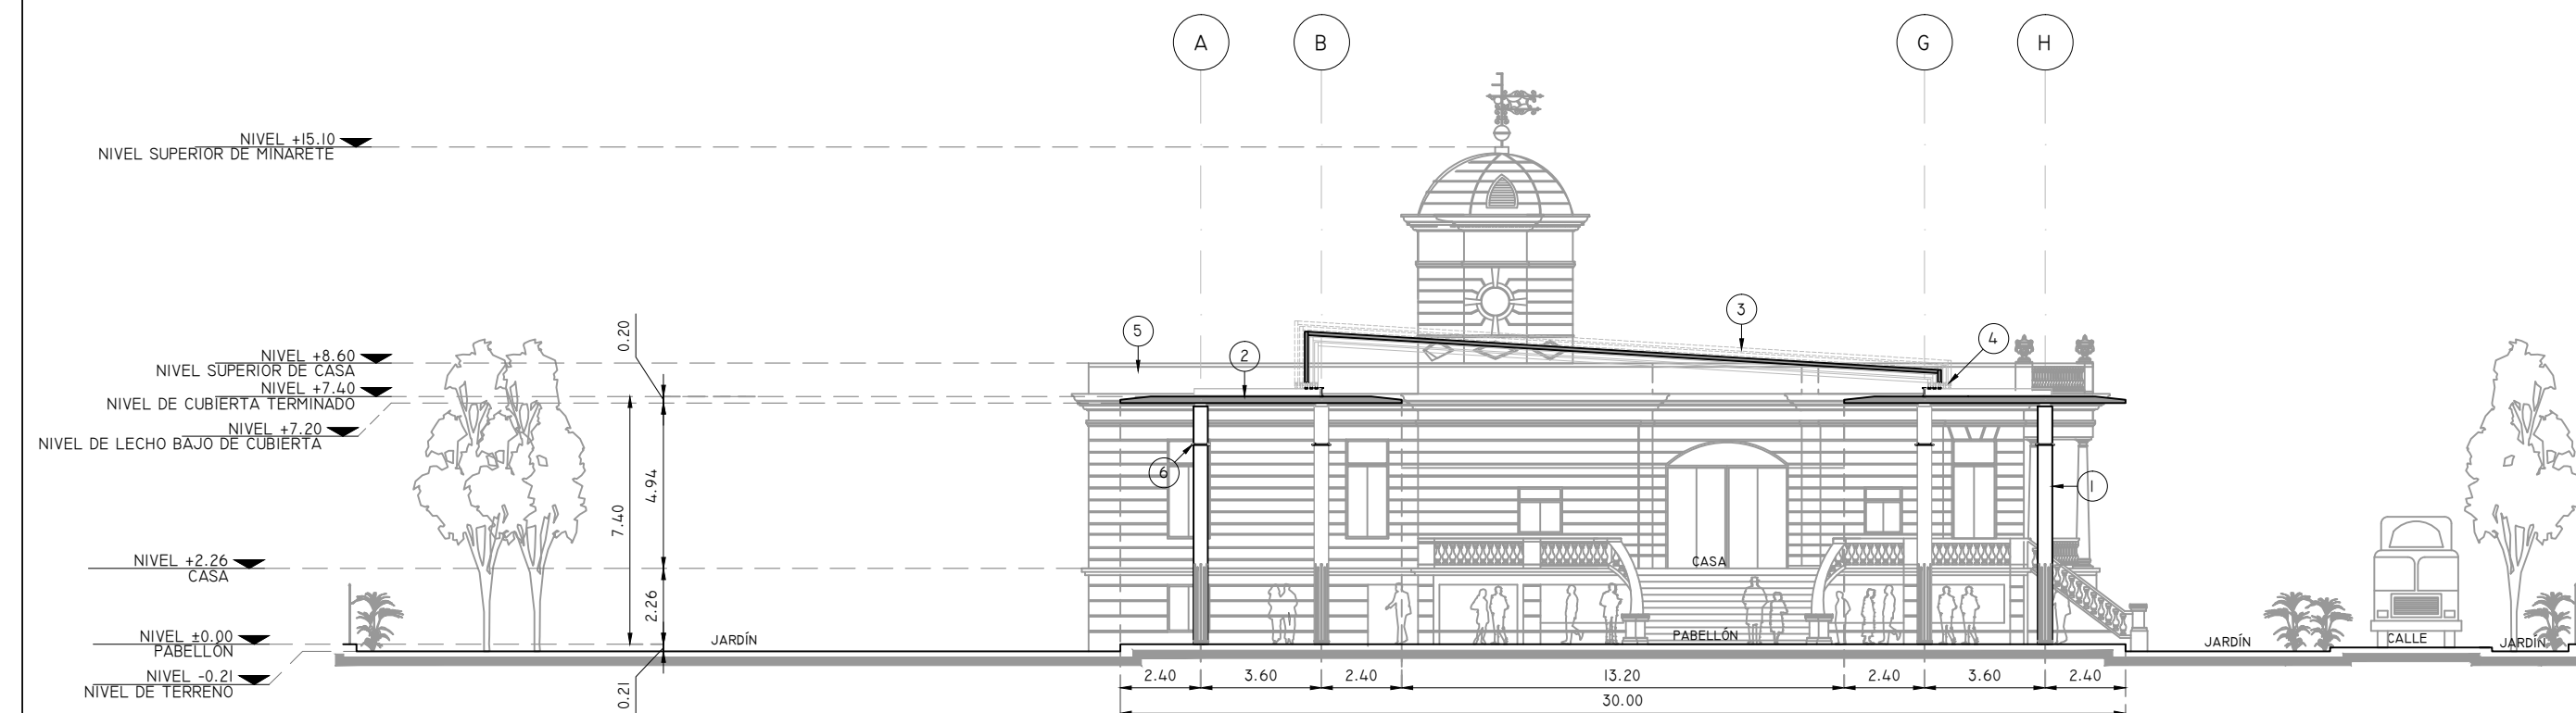 A
B
G
H
NIVEL +15.10
NIVEL SUPERIOR DE MINARETE
3
5
4
2
0.20
NIVEL +8.60
NIVEL SUPERIOR DE CASA
NIVEL +7.40
NIVEL DE CUBIERTA TERMINADO
NIVEL +7.20
NIVEL DE LECHO BAJO DE CUBIERTA
6
1
4.94
7.40
NIVEL +2.26
CASA
CASA
2.26
NIVEL ±0.00
PABELLÓN
JARDÍN
PABELLÓN
JARDÍN
CALLE
JARDÍN
NIVEL -0.21
NIVEL DE TERRENO
0.21
2.40
3.60
2.40
13.20
2.40
3.60
2.40
30.00